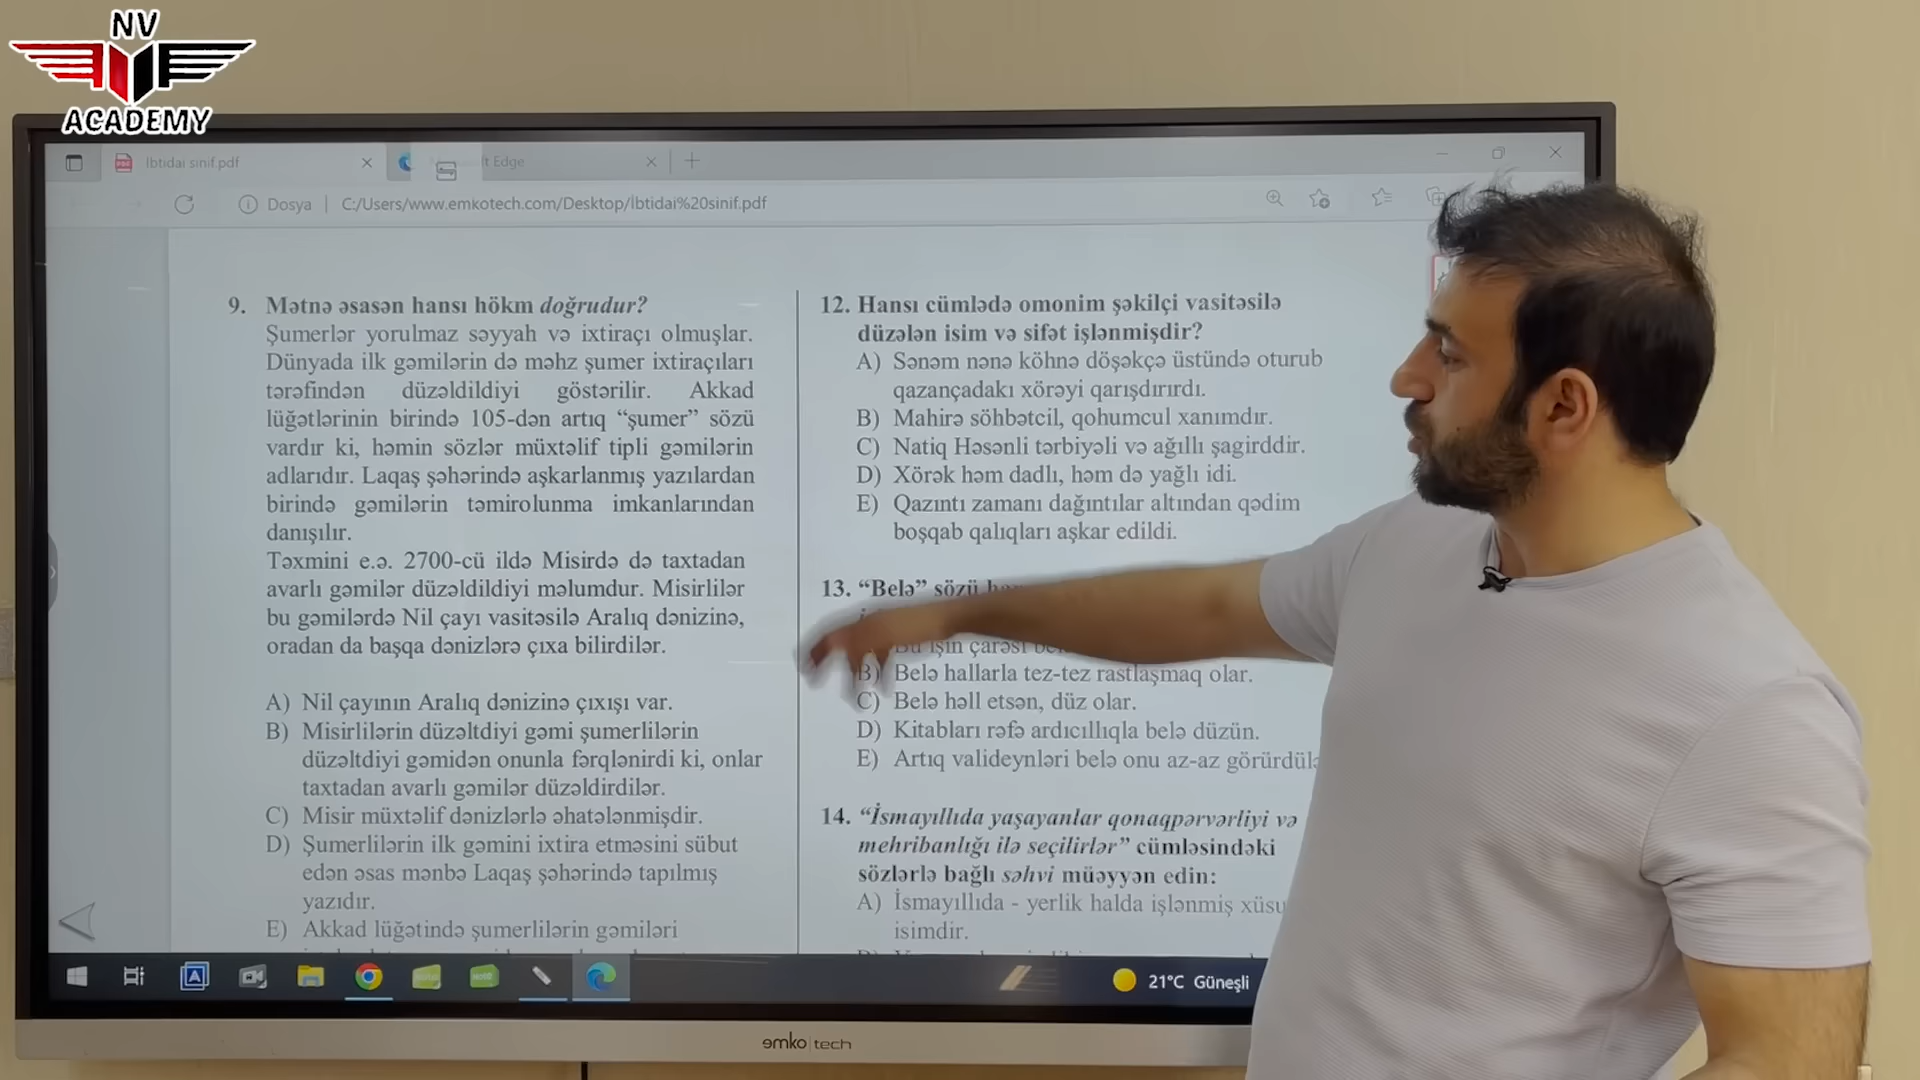 NV
ACADEMY
İbtidai sinif.pdf
t Edge
Dosya
C:/Users/www.emkotech.com/Desktop/İbtidai%20sinif.pdf
9. Mətnə əsasən hansı hökm doğrudur?
Şumerlər yorulmaz səyyah və ixtiraçı olmuşlar.
Dünyada ilk gəmilərin də məhz şumer ixtiraçıları
tərəfindən düzəldildiyi göstərilir. Akkad
lüğətlərinin birində 105-dən artıq “şumer” sözü
vardır ki, həmin sözlər müxtəlif tipli gəmilərin
adlarıdır. Laqaş şəhərində aşkarlanmış yazılardan
birində gəmilərin təmirolunma imkanlarından
danışılır.
Təxmini e.ə. 2700-cü ildə Misirdə də taxtadan
avarlı gəmilər düzəldildiyi məlumdur. Misirlilər
bu gəmilərdə Nil çayı vasitəsilə Aralıq dənizinə,
oradan da başqa dənizlərə çıxa bilirdilər.
A) Nil çayının Aralıq dənizinə çıxışı var.
B) Misirlilərin düzəltdiyi gəmi şumerlilərin
düzəltdiyi gəmidən onunla fərqlənirdi ki, onlar
taxtadan avarlı gəmilər düzəldirdilər.
C) Misir müxtəlif dənizlərlə əhatələnmişdir.
D) Şumerlilərin ilk gəmini ixtira etməsini sübut
edən əsas mənbə Laqaş şəhərində tapılmış
yazıdır.
E) Akkad lüğətində şumerlilərin gəmiləri
12. Hansı cümlədə omonim şəkilçi vasitəsilə
düzələn isim və sifət işlənmişdir?
A) Sənəm nənə köhnə döşəkçə üstündə oturub
qazançadakı xörəyi qarışdırırdı.
B) Mahirə söhbətcil, qohumcul xanımdır.
C) Natiq Həsənli tərbiyəli və ağıllı şagirddir.
D) Xörək həm dadlı, həm də yağlı idi.
E) Qazıntı zamanı dağıntılar altından qədim
boşqab qalıqları aşkar edildi.
13. “Belə” sözü
Bu işin çarəsi
B) Belə hallarla tez-tez rastlaşmaq olar.
C) Belə həll etsən, düz olar.
D) Kitabları rəfə ardıcıllıqla belə düzün.
E) Artıq valideynləri belə onu az-az görürdülə
14. “İsmayıllıda yaşayanlar qonaqpərvərliyi və
mehribanlığı ilə seçilirlər” cümləsindəki
sözlərlə bağlı səhvi müəyyən edin:
A) İsmayıllıda - yerlik halda işlənmiş xüsu
isimdir.
21°C Güneşli
emko tech